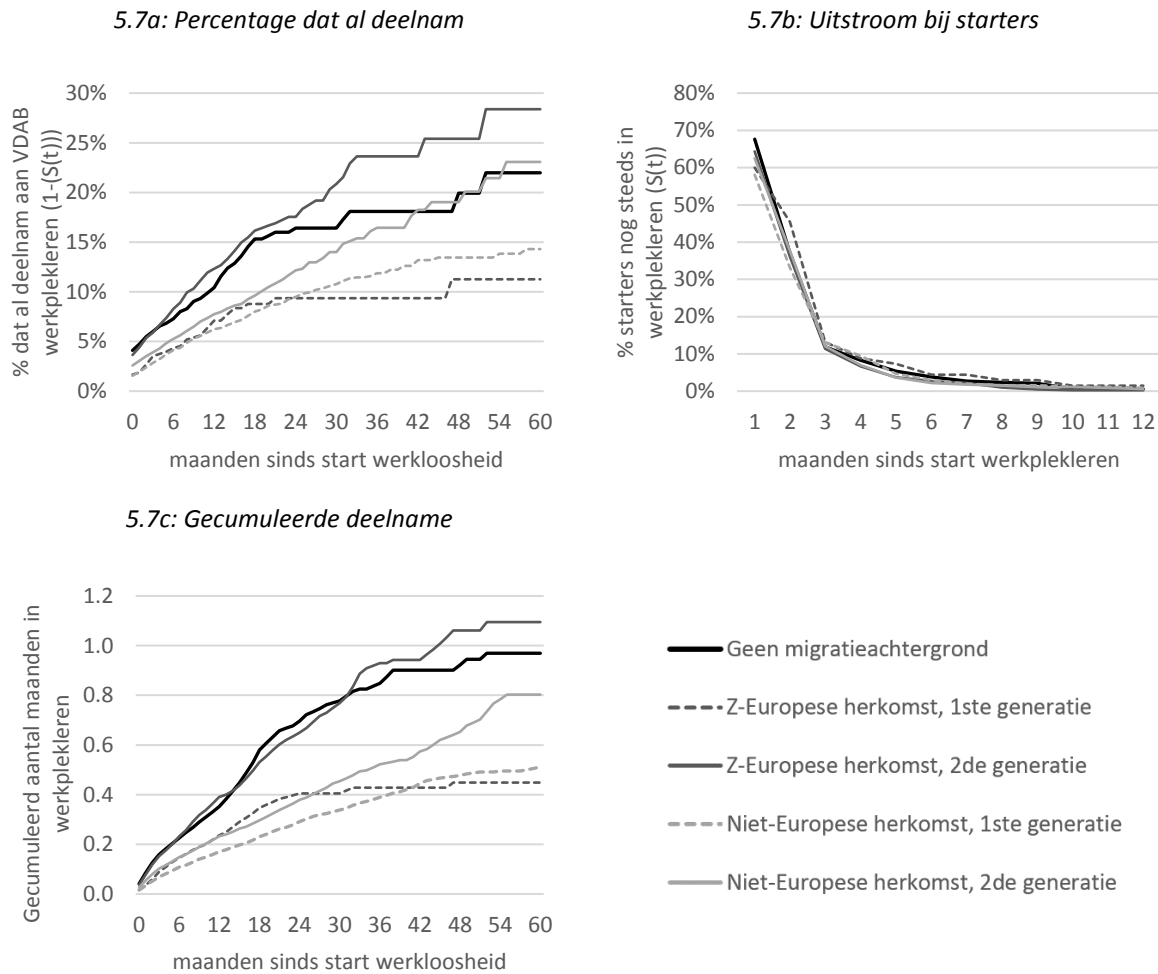 5.7a: Percentage dat al deelnam
% dat al deelnam aan VDAB
werkplekleren (1-(S(t)))
30%
25%
20%
15%
10%
5%
0%
0 6 12 18 24 30 36 42 48 54 60
maanden sinds start werkloosheid
5.7b: Uitstroom bij starters
% starters nog steeds in
werkplekleren (S(t))
80%
70%
60%
50%
40%
30%
20%
10%
0%
1 2 3 4 5 6 7 8 9 10 11 12
maanden sinds start werkplekleren
5.7c: Gecumuleerde deelname
Gecumuleerd aantal maanden in
werkplekleren
1.2
1.0
0.8
0.6
0.4
0.2
0.0
0 6 12 18 24 30 36 42 48 54 60
maanden sinds start werkloosheid
Geen migratieachtergrond
Z-Europese herkomst, 1ste generatie
Z-Europese herkomst, 2de generatie
Niet-Europese herkomst, 1ste generatie
Niet-Europese herkomst, 2de generatie